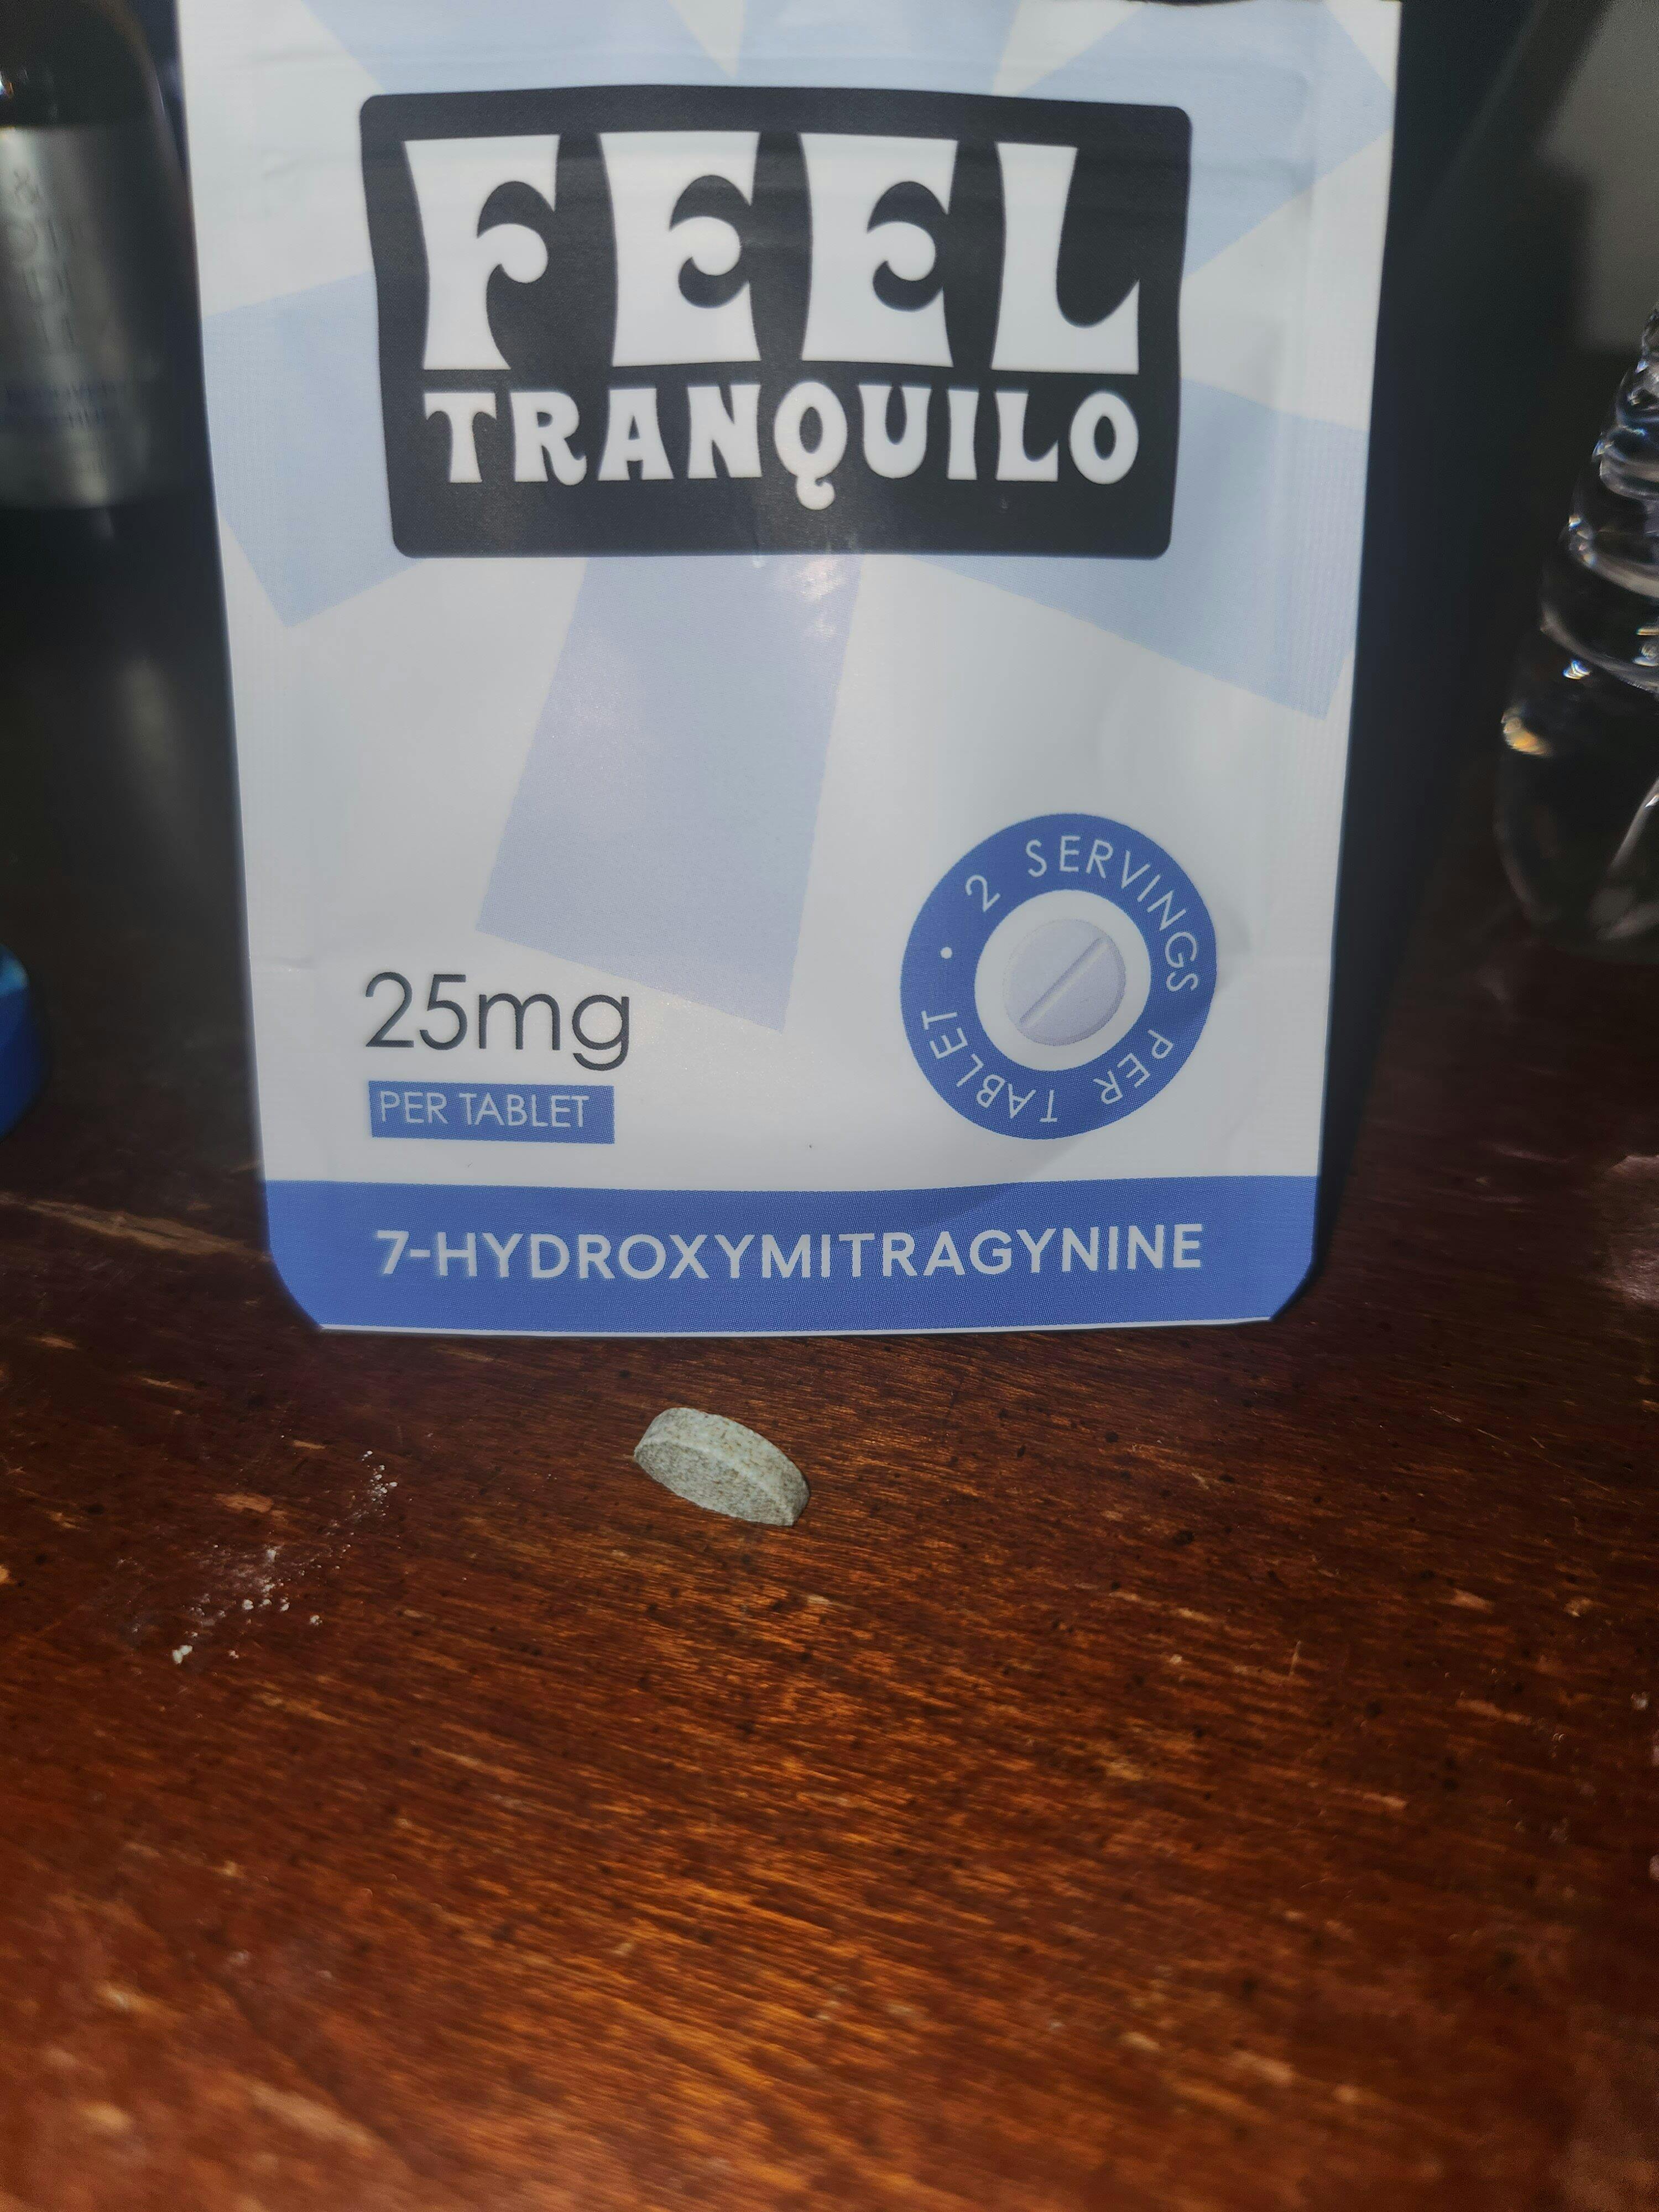 FEEL
TRANQUILO
2 SERVINGS PER TABLET •
25mg
PER TABLET
7-HYDROXYMITRAGYNINE